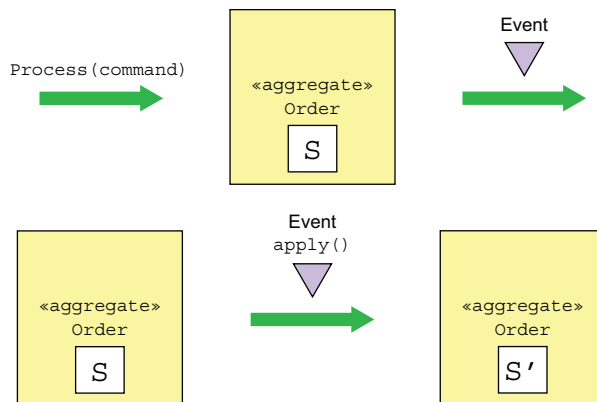 Event
Process(command)
«aggregate»
Order
S
Event
apply()
«aggregate»
Order
S
«aggregate»
Order
S'